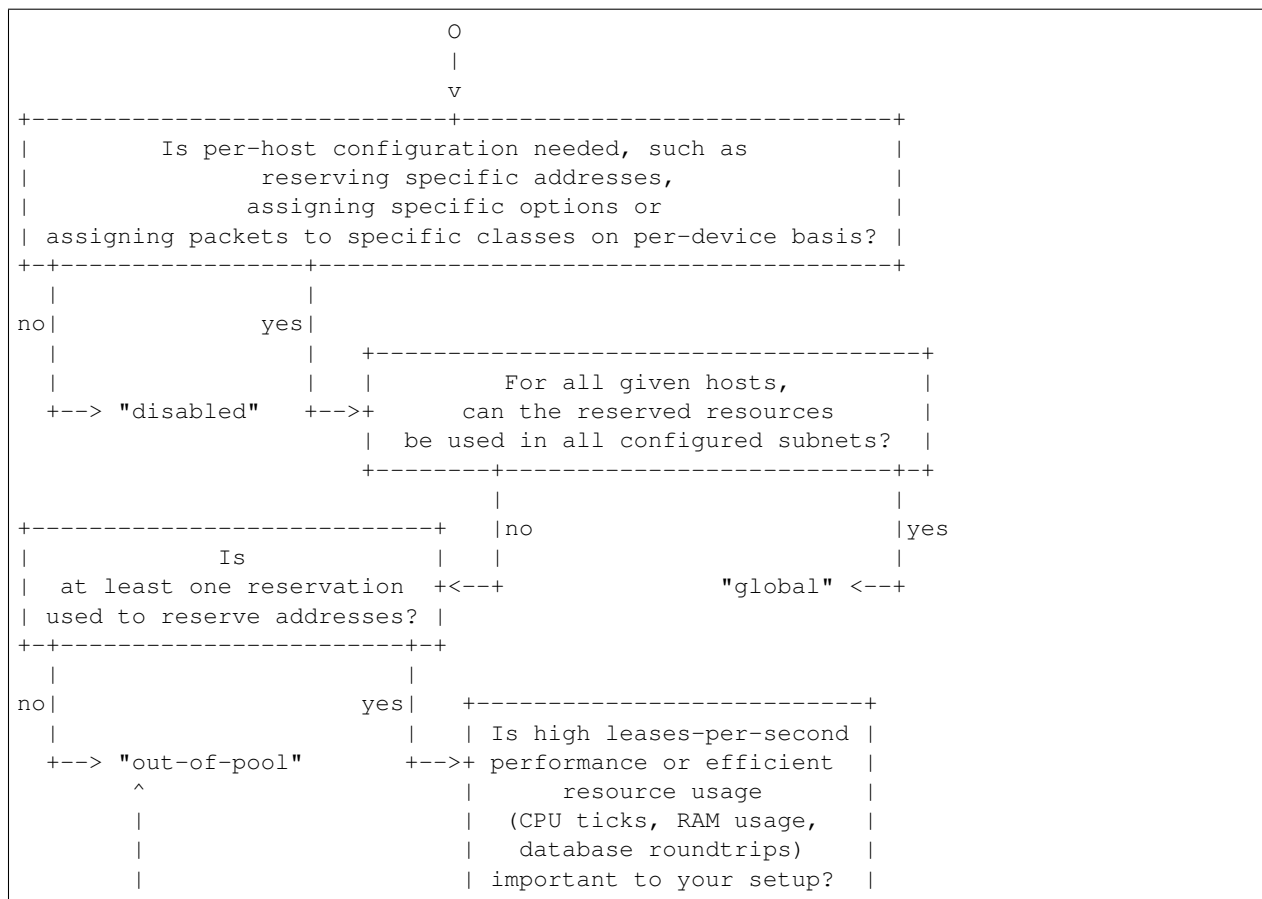 O
                              |
                              v
+-----------------------------+------------------------------+
|         Is per-host configuration needed, such as          |
|                reserving specific addresses,               |
|               assigning specific options or                |
| assigning packets to specific classes on per-device basis? |
+-+-----------------+----------------------------------------+
  |                 |
no|              yes|
  |                 |   +--------------------------------------+
  |                 |   |         For all given hosts,         |
  +--> "disabled"   +-->+      can the reserved resources      |
                        |  be used in all configured subnets?  |
                        +--------+---------------------------+-+
                                 |                           |
+----------------------------+   |no                         |yes
|             Is             |   |                           |
|  at least one reservation  +<--+               "global" <--+
| used to reserve addresses? |
+-+------------------------+-+
  |                        |
no|                     yes|   +---------------------------+
  |                        |   | Is high leases-per-second |
  +--> "out-of-pool"       +-->+ performance or efficient  |
        ^                      |      resource usage       |
        |                      |  (CPU ticks, RAM usage,   |
        |                      |   database roundtrips)    |
        |                      | important to your setup?  |